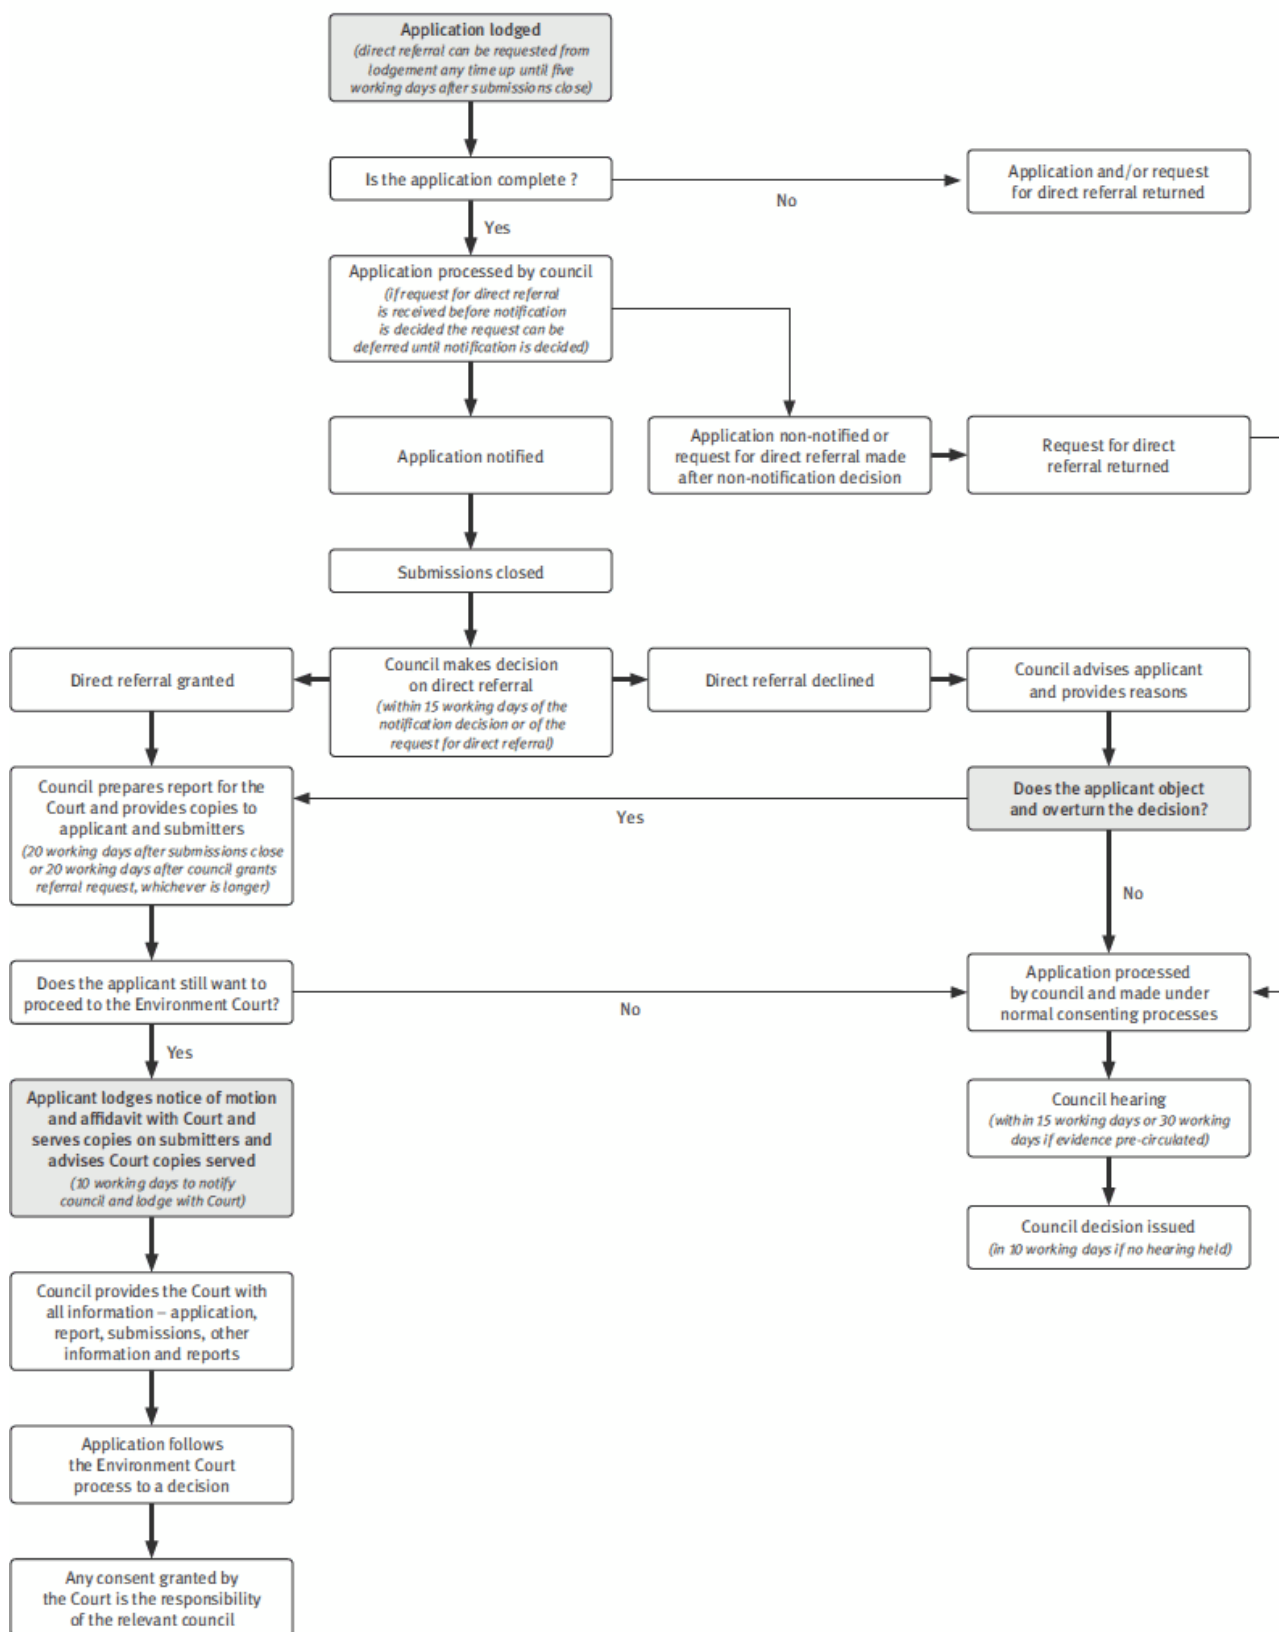 Application lodged
(direct referral can be requested from
lodgement any time up until five
working days after submissions close)
Is the application complete ?
No
Application and/or request
for direct referral returned
Yes
Application processed by council
(if request for direct referral
is received before notification
is decided the request can be
deferred until notification is decided)
Application notified
Application non-notified or
request for direct referral made
after non-notification decision
Request for direct
referral returned
Submissions closed
Direct referral granted
Council makes decision
on direct referral
(within 15 working days of the
notification decision or of the
request for direct referral)
Direct referral declined
Council advises applicant
and provides reasons
Council prepares report for the
Court and provides copies to
applicant and submitters
(20 working days after submissions close
or 20 working days after council grants
referral request, whichever is longer)
Yes
Does the applicant object
and overturn the decision?
No
Does the applicant still want to
proceed to the Environment Court?
No
Application processed
by council and made under
normal consenting processes
Yes
Applicant lodges notice of motion
and affidavit with Court and
serves copies on submitters and
advises Court copies served
(10 working days to notify
council and lodge with Court)
Council hearing
(within 15 working days or 30 working
days if evidence pre-circulated)
Council decision issued
(in 10 working days if no hearing held)
Council provides the Court with
all information – application,
report, submissions, other
information and reports
Application follows
the Environment Court
process to a decision
Any consent granted by
the Court is the responsibility
of the relevant council